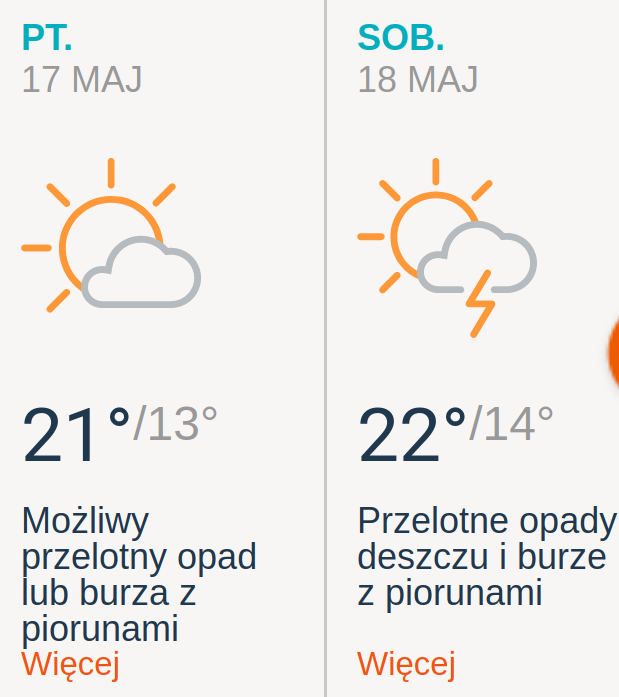 PT.
17 MAJ
21°/13°
Możliwy
przelotny opad
lub burza z
piorunami
Więcej
SOB.
18 MAJ
22°/14°
Przelotne opady
deszczu i burze
z piorunami
Więcej